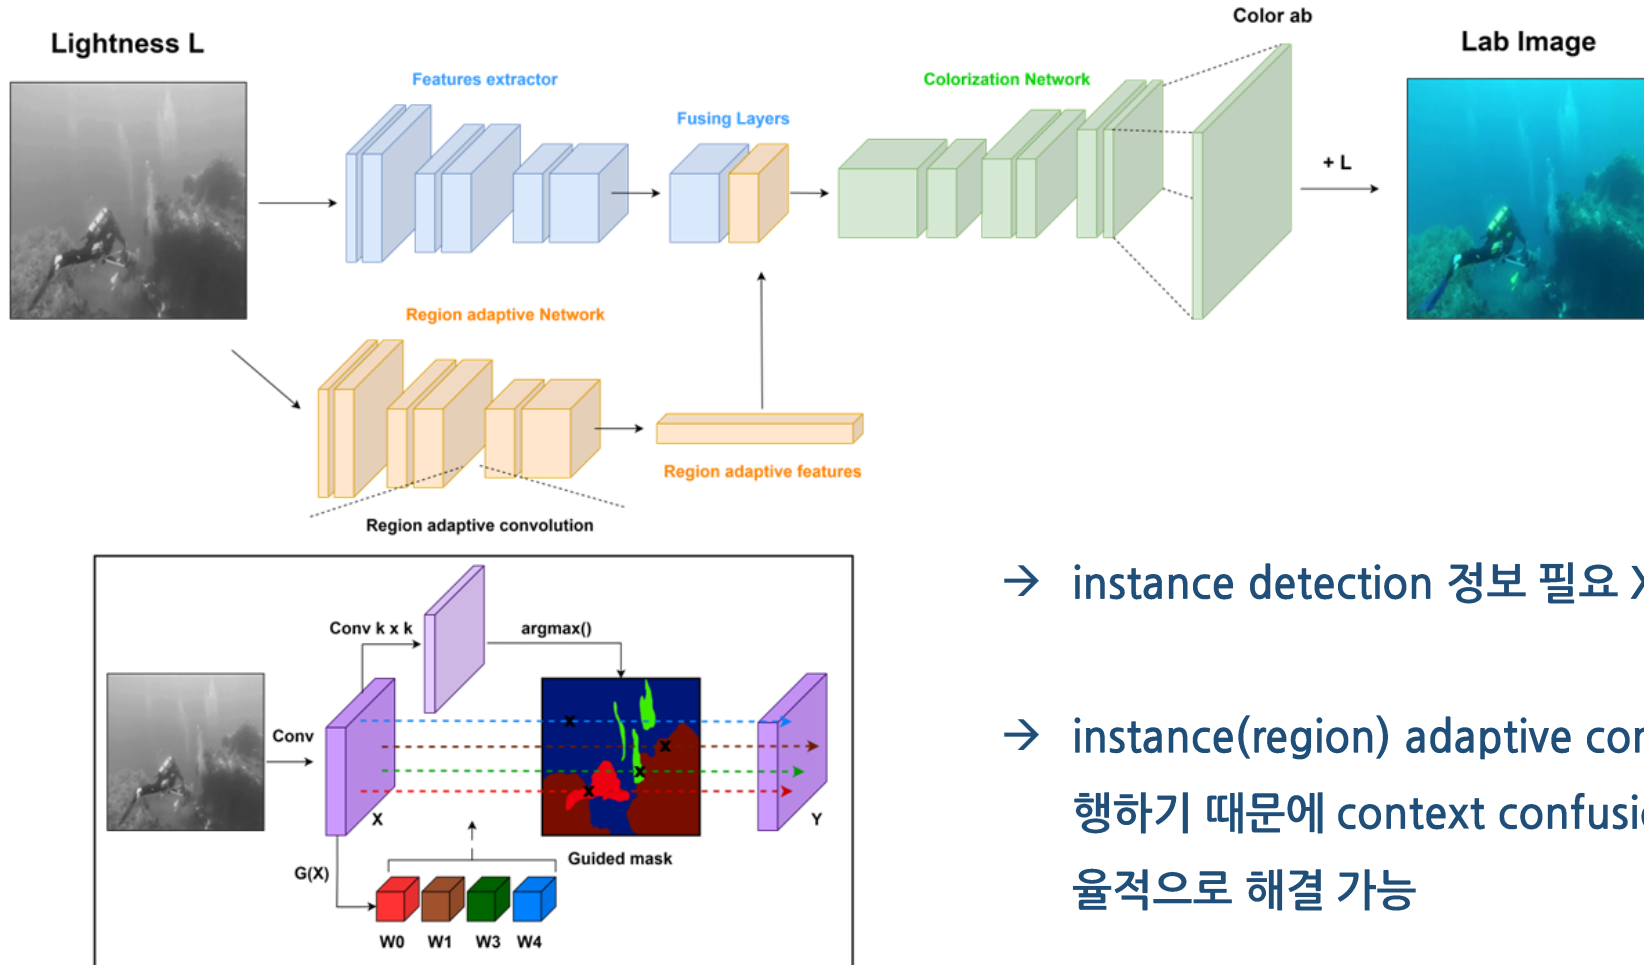 Lightness L
Color ab
Lab Image
Features extractor
Colorization Network
Fusing Layers
+ L
Region adaptive Network
Region adaptive features
Region adaptive convolution
Conv k x k
argmax()
Conv
X
Y
G(X)
Guided mask
W0 W1 W3 W4
→ instance detection 정보 필요 X
→ instance(region) adaptive
행하기 때문에 context
율적으로 해결 가능